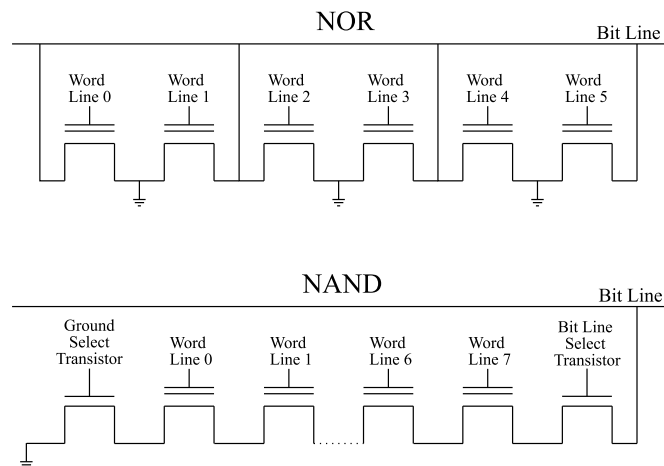 NOR
Bit Line
Word
Line 0
Word
Line 1
Word
Line 2
Word
Line 3
Word
Line 4
Word
Line 5
NAND
Bit Line
Ground
Select
Transistor
Word
Line 0
Word
Line 1
Word
Line 6
Word
Line 7
Bit Line
Select
Transistor